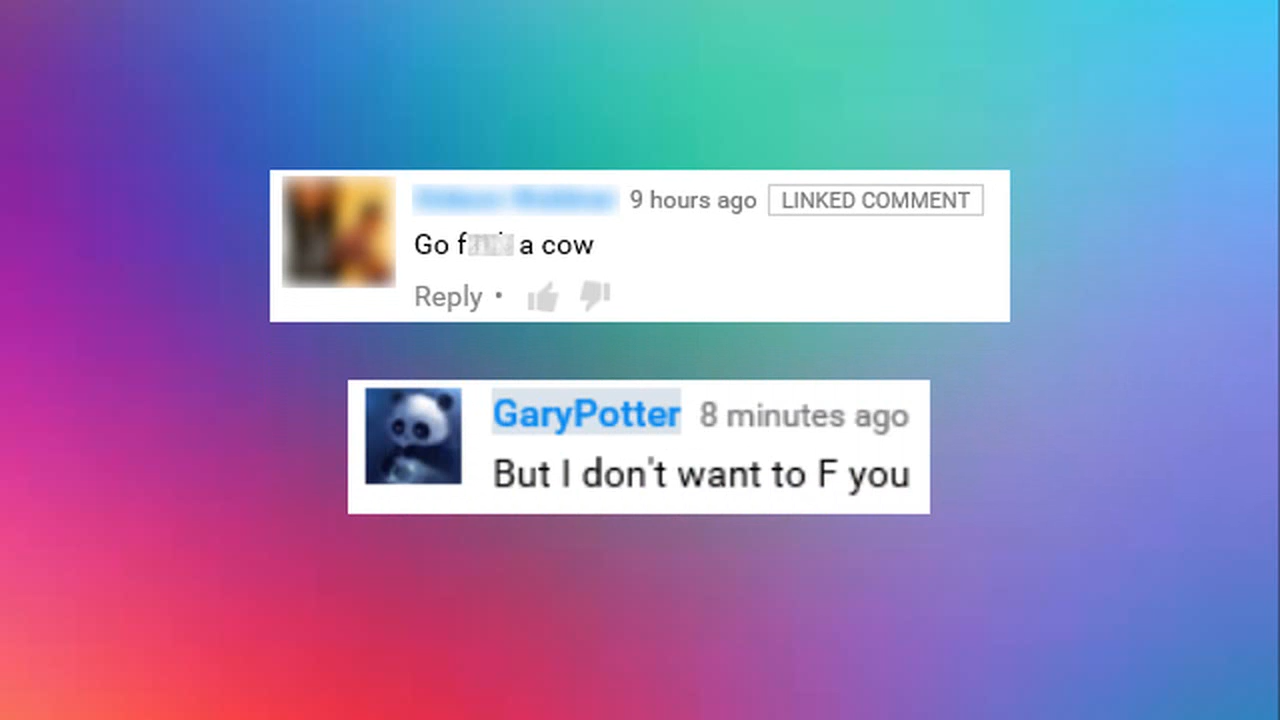 9 hours ago LINKED COMMENT
Go f a cow
Reply •
GaryPotter 8 minutes ago
But I don't want to F you